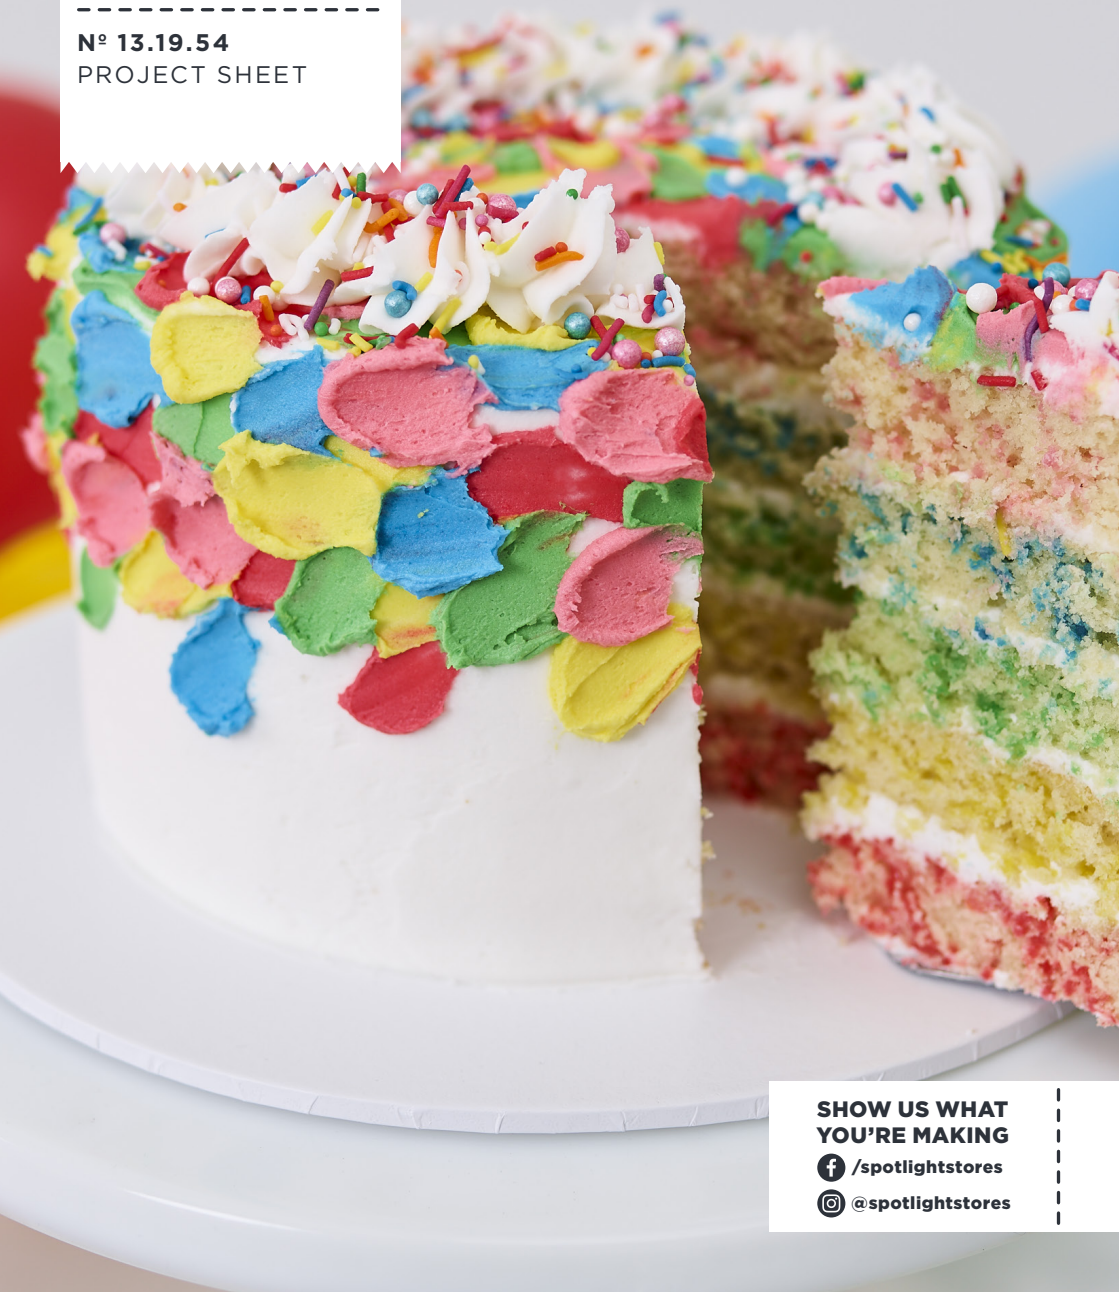 Nº 13.19.54
PROJECT SHEET
SHOW US WHAT
YOU'RE MAKING
/spotlightstores
@spotlightstores